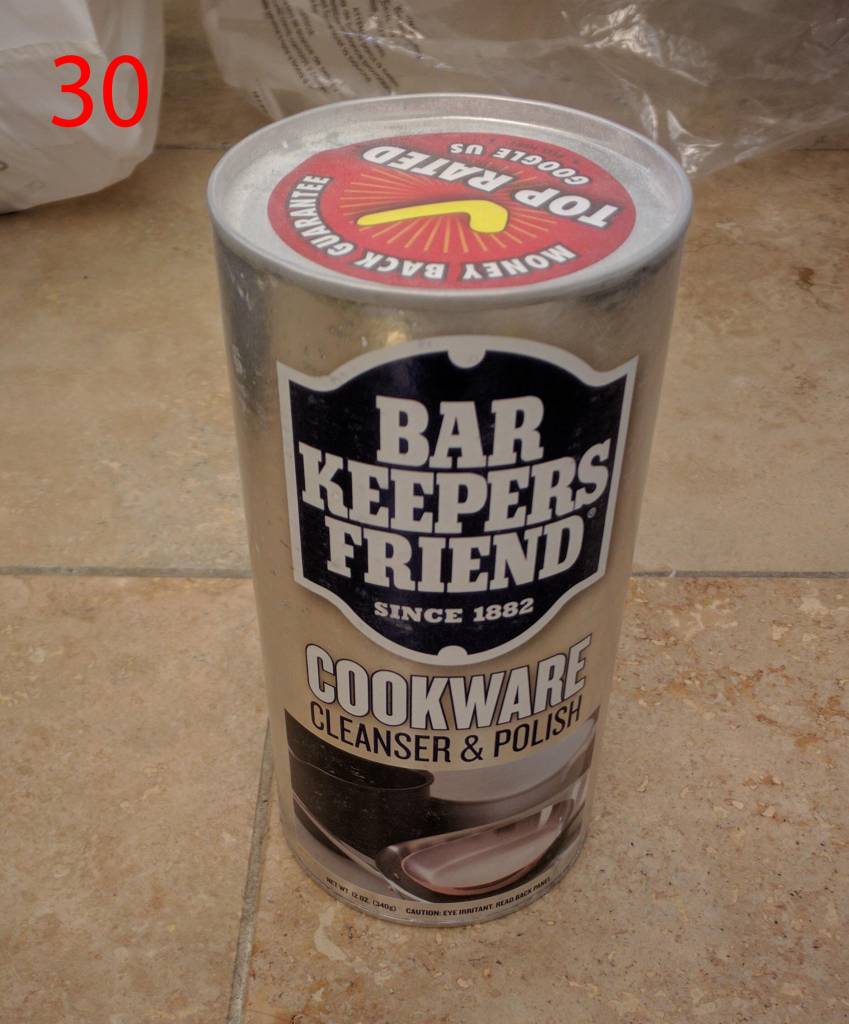 30
TOP RATED
GOOGLE US
MONEY BACK GUARANTEE
BAR
KEEPERS
FRIEND®
SINCE 1882
COOKWARE
CLEANSER & POLISH
NET WT. 12 OZ. (340g) CAUTION: EYE IRRITANT. READ BACK PANEL